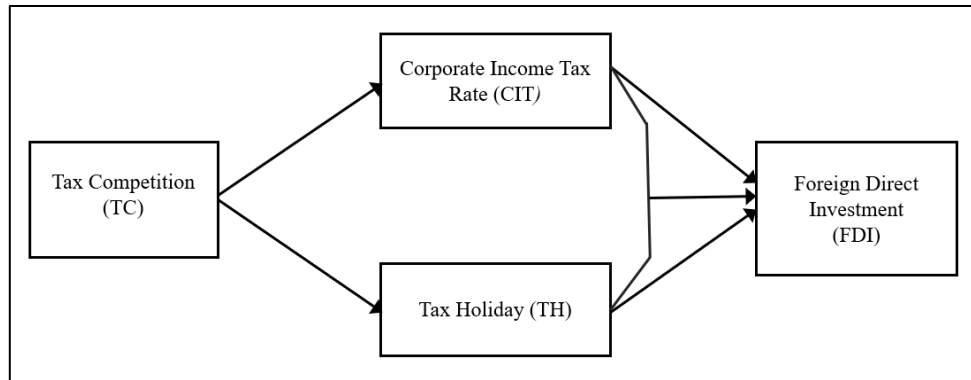 Corporate Income Tax
Rate (CIT)
Tax Competition
(TC)
Foreign Direct
Investment
(FDI)
Tax Holiday (TH)